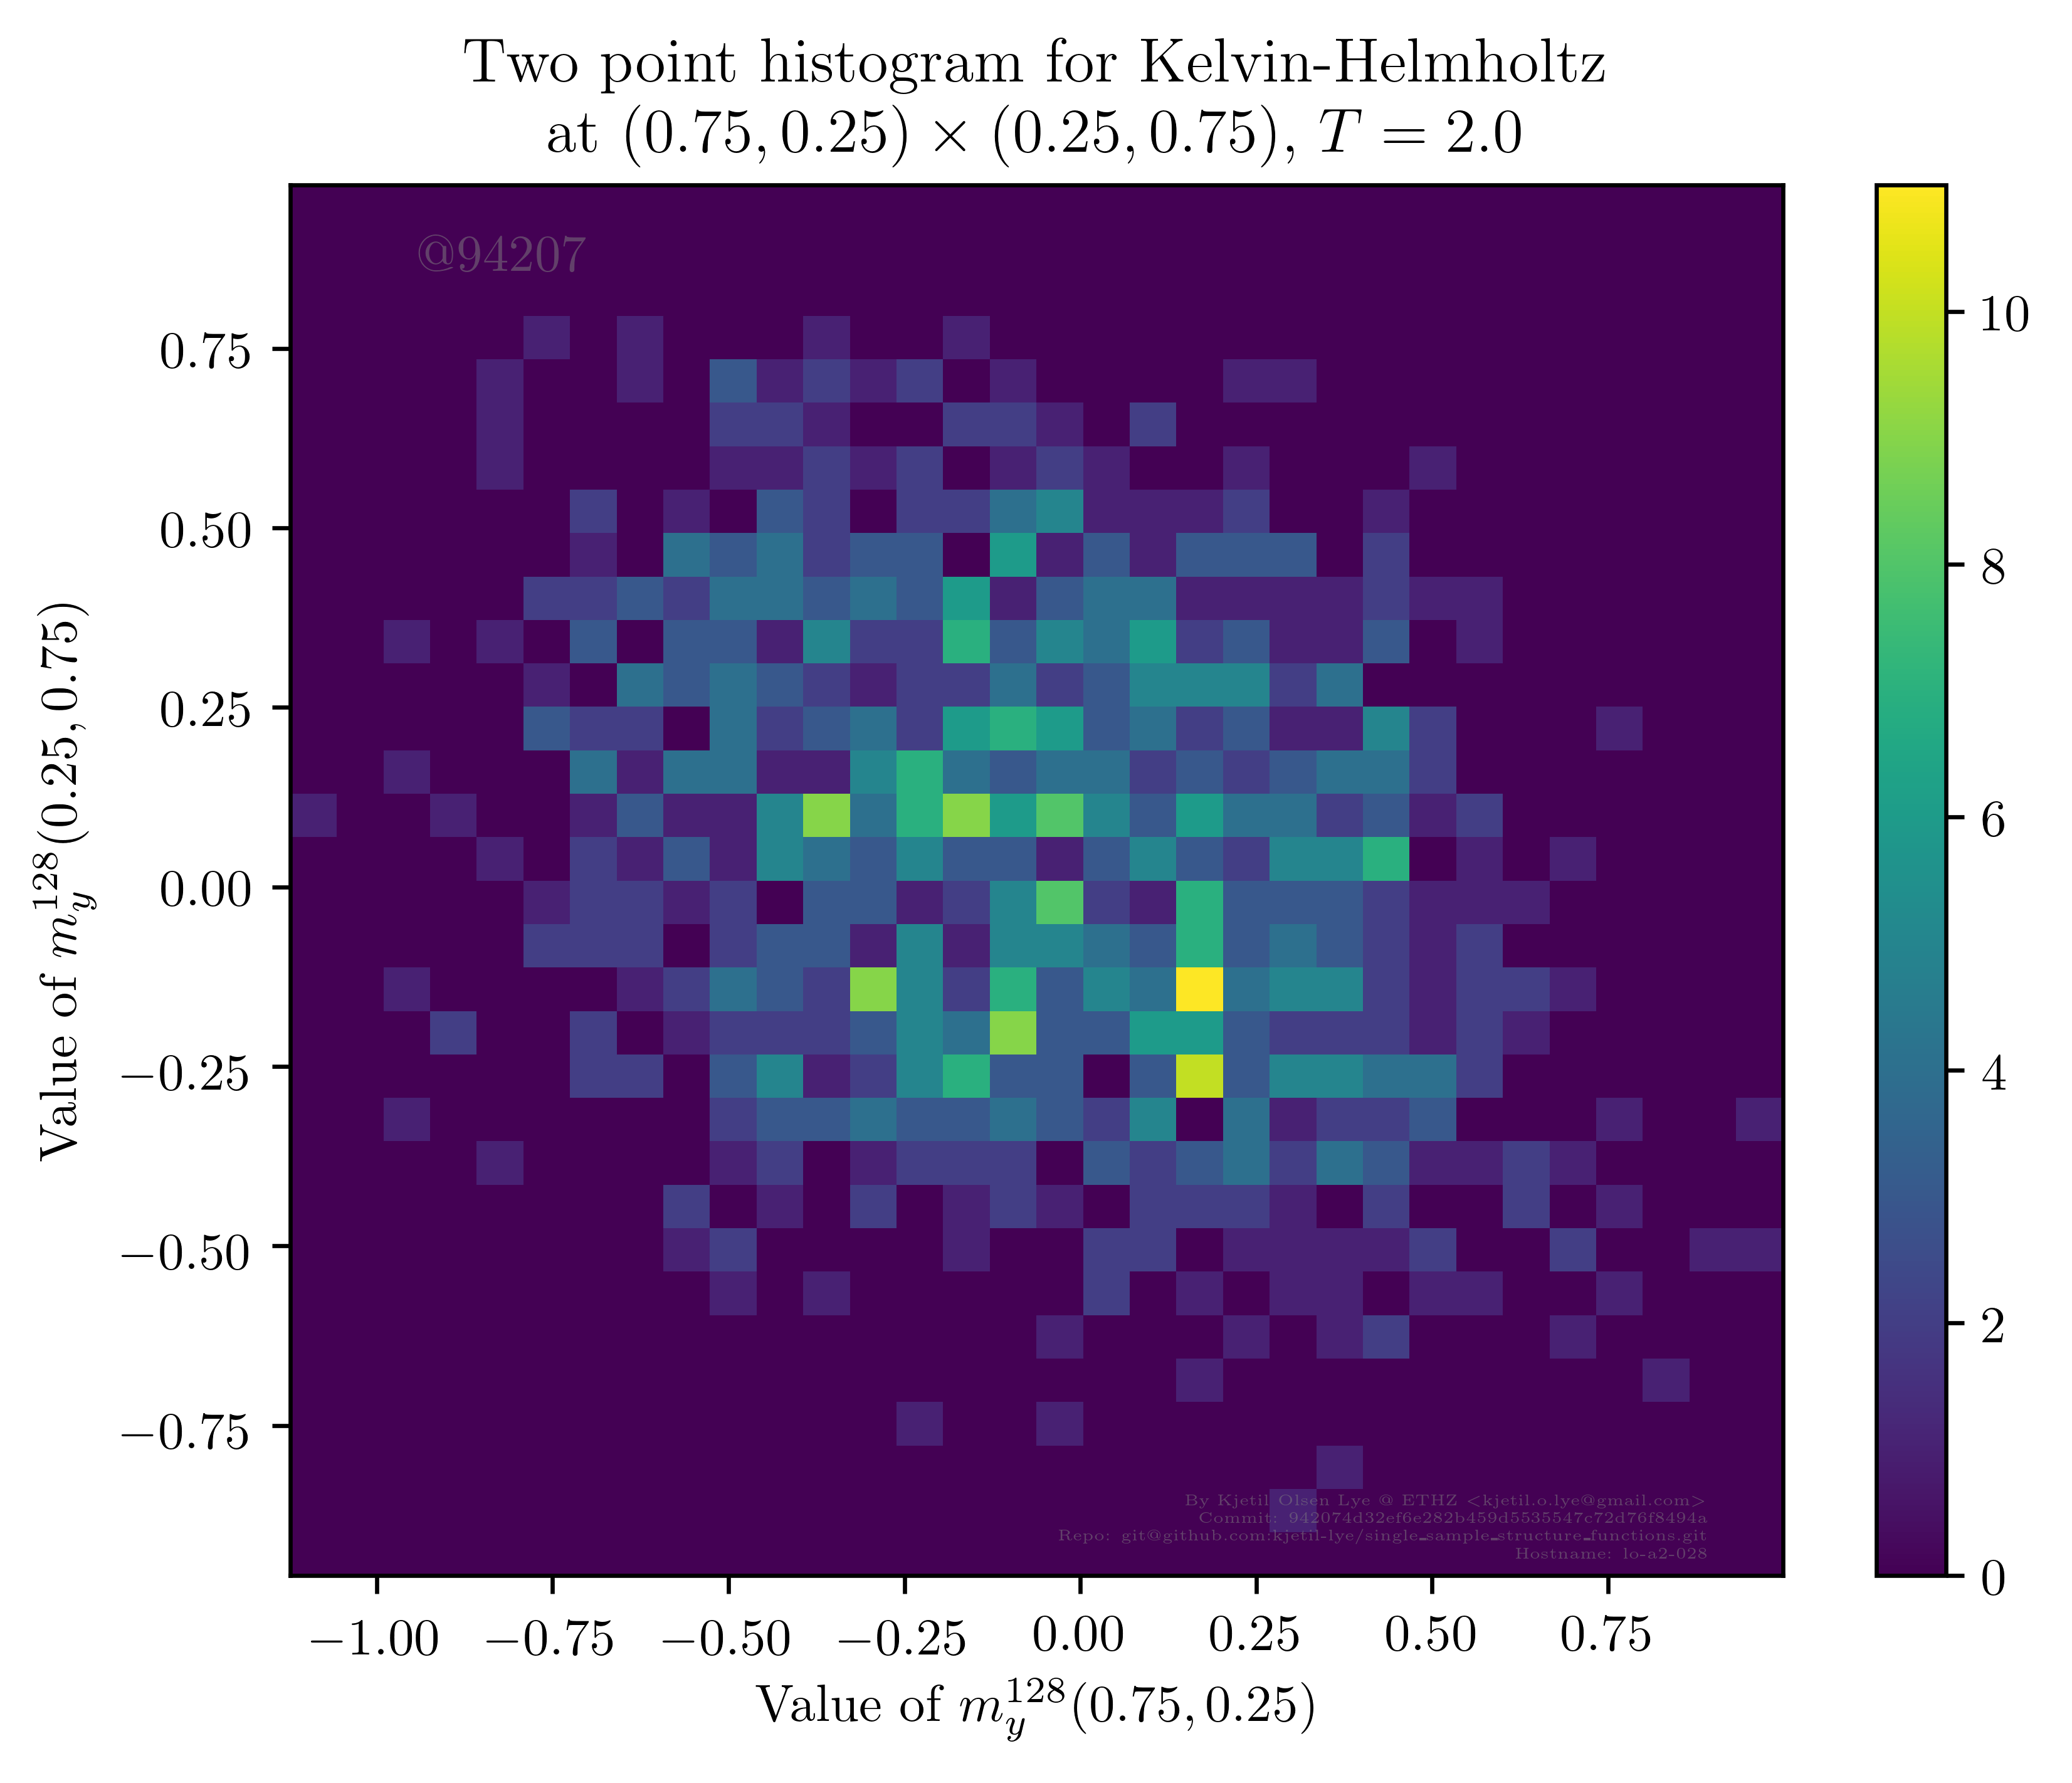 Two point histogram for Kelvin-Helmholtz
at (0.75, 0.25) × (0.25, 0.75), T = 2.0
@94207
0.75
0.50
0.25
0.00
−0.25
−0.50
−0.75
Value of m_y^128(0.25, 0.75)
10
8
6
4
2
0
By Kjetil Olsen Lye @ ETHZ <kjetil.o.lye@gmail.com>
Commit: 942074d32ef6e282b459d5535547c72d76f8494a
Repo: git@github.com:kjetil-lye/single_sample_structure_functions.git
Hostname: lo-a2-028
−1.00 −0.75 −0.50 −0.25 0.00 0.25 0.50 0.75
Value of m_y^128(0.75, 0.25)